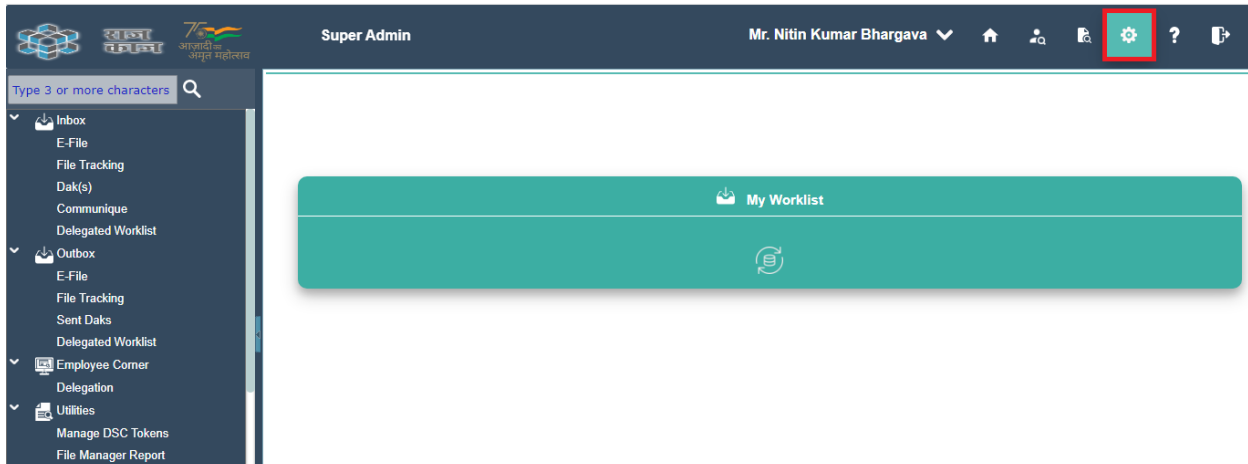 राज
काज
75
आज़ादी का
अमृत महोत्सव
Super Admin
Mr. Nitin Kumar Bhargava
?
Type 3 or more characters
Inbox
E-File
File Tracking
Dak(s)
Communique
Delegated Worklist
Outbox
E-File
File Tracking
Sent Daks
Delegated Worklist
Employee Corner
Delegation
Utilities
Manage DSC Tokens
File Manager Report
My Worklist